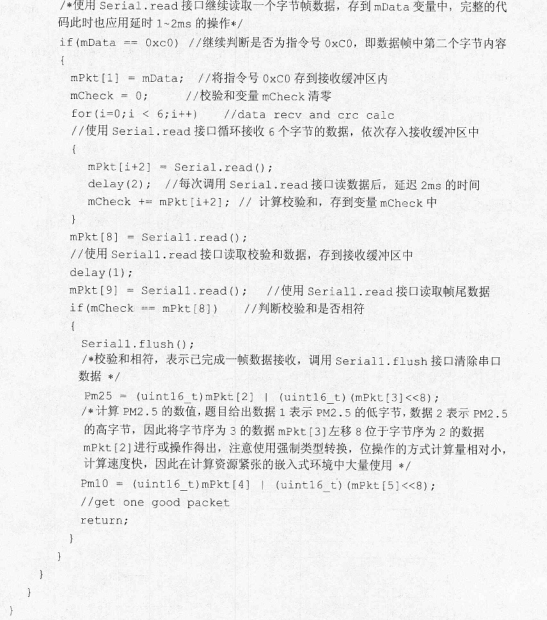 /*使用 Serial.read 接口继续读取一个字节帧数据，存到 mData 变量中，完整的代
码此时也应用延时 1~2ms 的操作*/
if(mData == 0xc0) //继续判断是否为指令号 0xC0，即数据帧中第二个字节内容
{
mPkt[1] = mData; //将指令号 0xC0 存到接收缓冲区内
mCheck = 0; //校验和变量 mCheck 清零
for(i=0;i < 6;i++) //data recv and crc calc
//使用 Serial.read 接口循环接收 6 个字节的数据，依次存入接收缓冲区中
{
mPkt[i+2] = Serial.read();
delay(2); //每次调用 Serial.read 接口读数据后，延迟 2ms 的时间
mCheck += mPkt[i+2]; // 计算校验和，存到变量 mCheck 中
}
mPkt[8] = Serial1.read();
//使用 Serial1.read 接口读取校验和数据，存到接收缓冲区中
delay(1);
mPkt[9] = Serial1.read(); //使用 Serial1.read 接口读取帧尾数据
if(mCheck == mPkt[8]) //判断校验和是否相符
{
Serial1.flush();
/*校验和相符，表示已完成一帧数据接收，调用 Serial1.flush 接口清除串口
数据 */
Pm25 = (uint16_t)mPkt[2] | (uint16_t)(mPkt[3]<<8);
/*计算 PM2.5 的数值，题目给出数据 1 表示 PM2.5 的低字节，数据 2 表示 PM2.5
的高字节，因此将字节序为 3 的数据 mPkt[3]左移 8 位于字节序为 2 的数据
mPkt[2]进行或操作得出，注意使用强制类型转换，位操作的方式计算量相对小，
计算速度快，因此在计算资源紧张的嵌入式环境中大量使用 */
Pm10 = (uint16_t)mPkt[4] | (uint16_t)(mPkt[5]<<8);
//get one good packet
return;
}
}
}
}
}